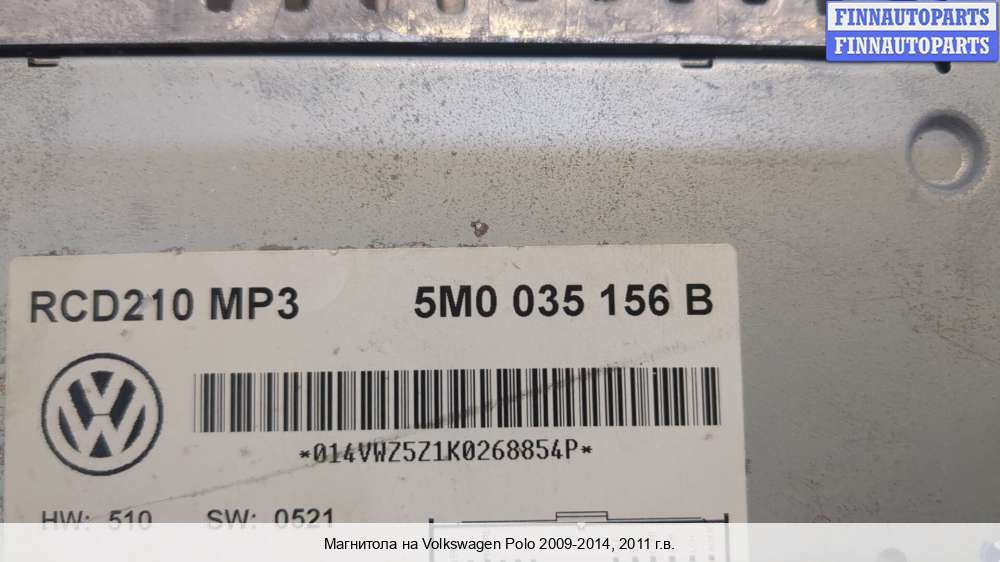 FINNAUTOPARTS
FINNAUTOPARTS
RCD210 MP3 5M0 035 156 B
*014VWZ5Z1K0268854P*
HW: 510 SW: 0521
Магнитола на Volkswagen Polo 2009-2014, 2011 г.в.